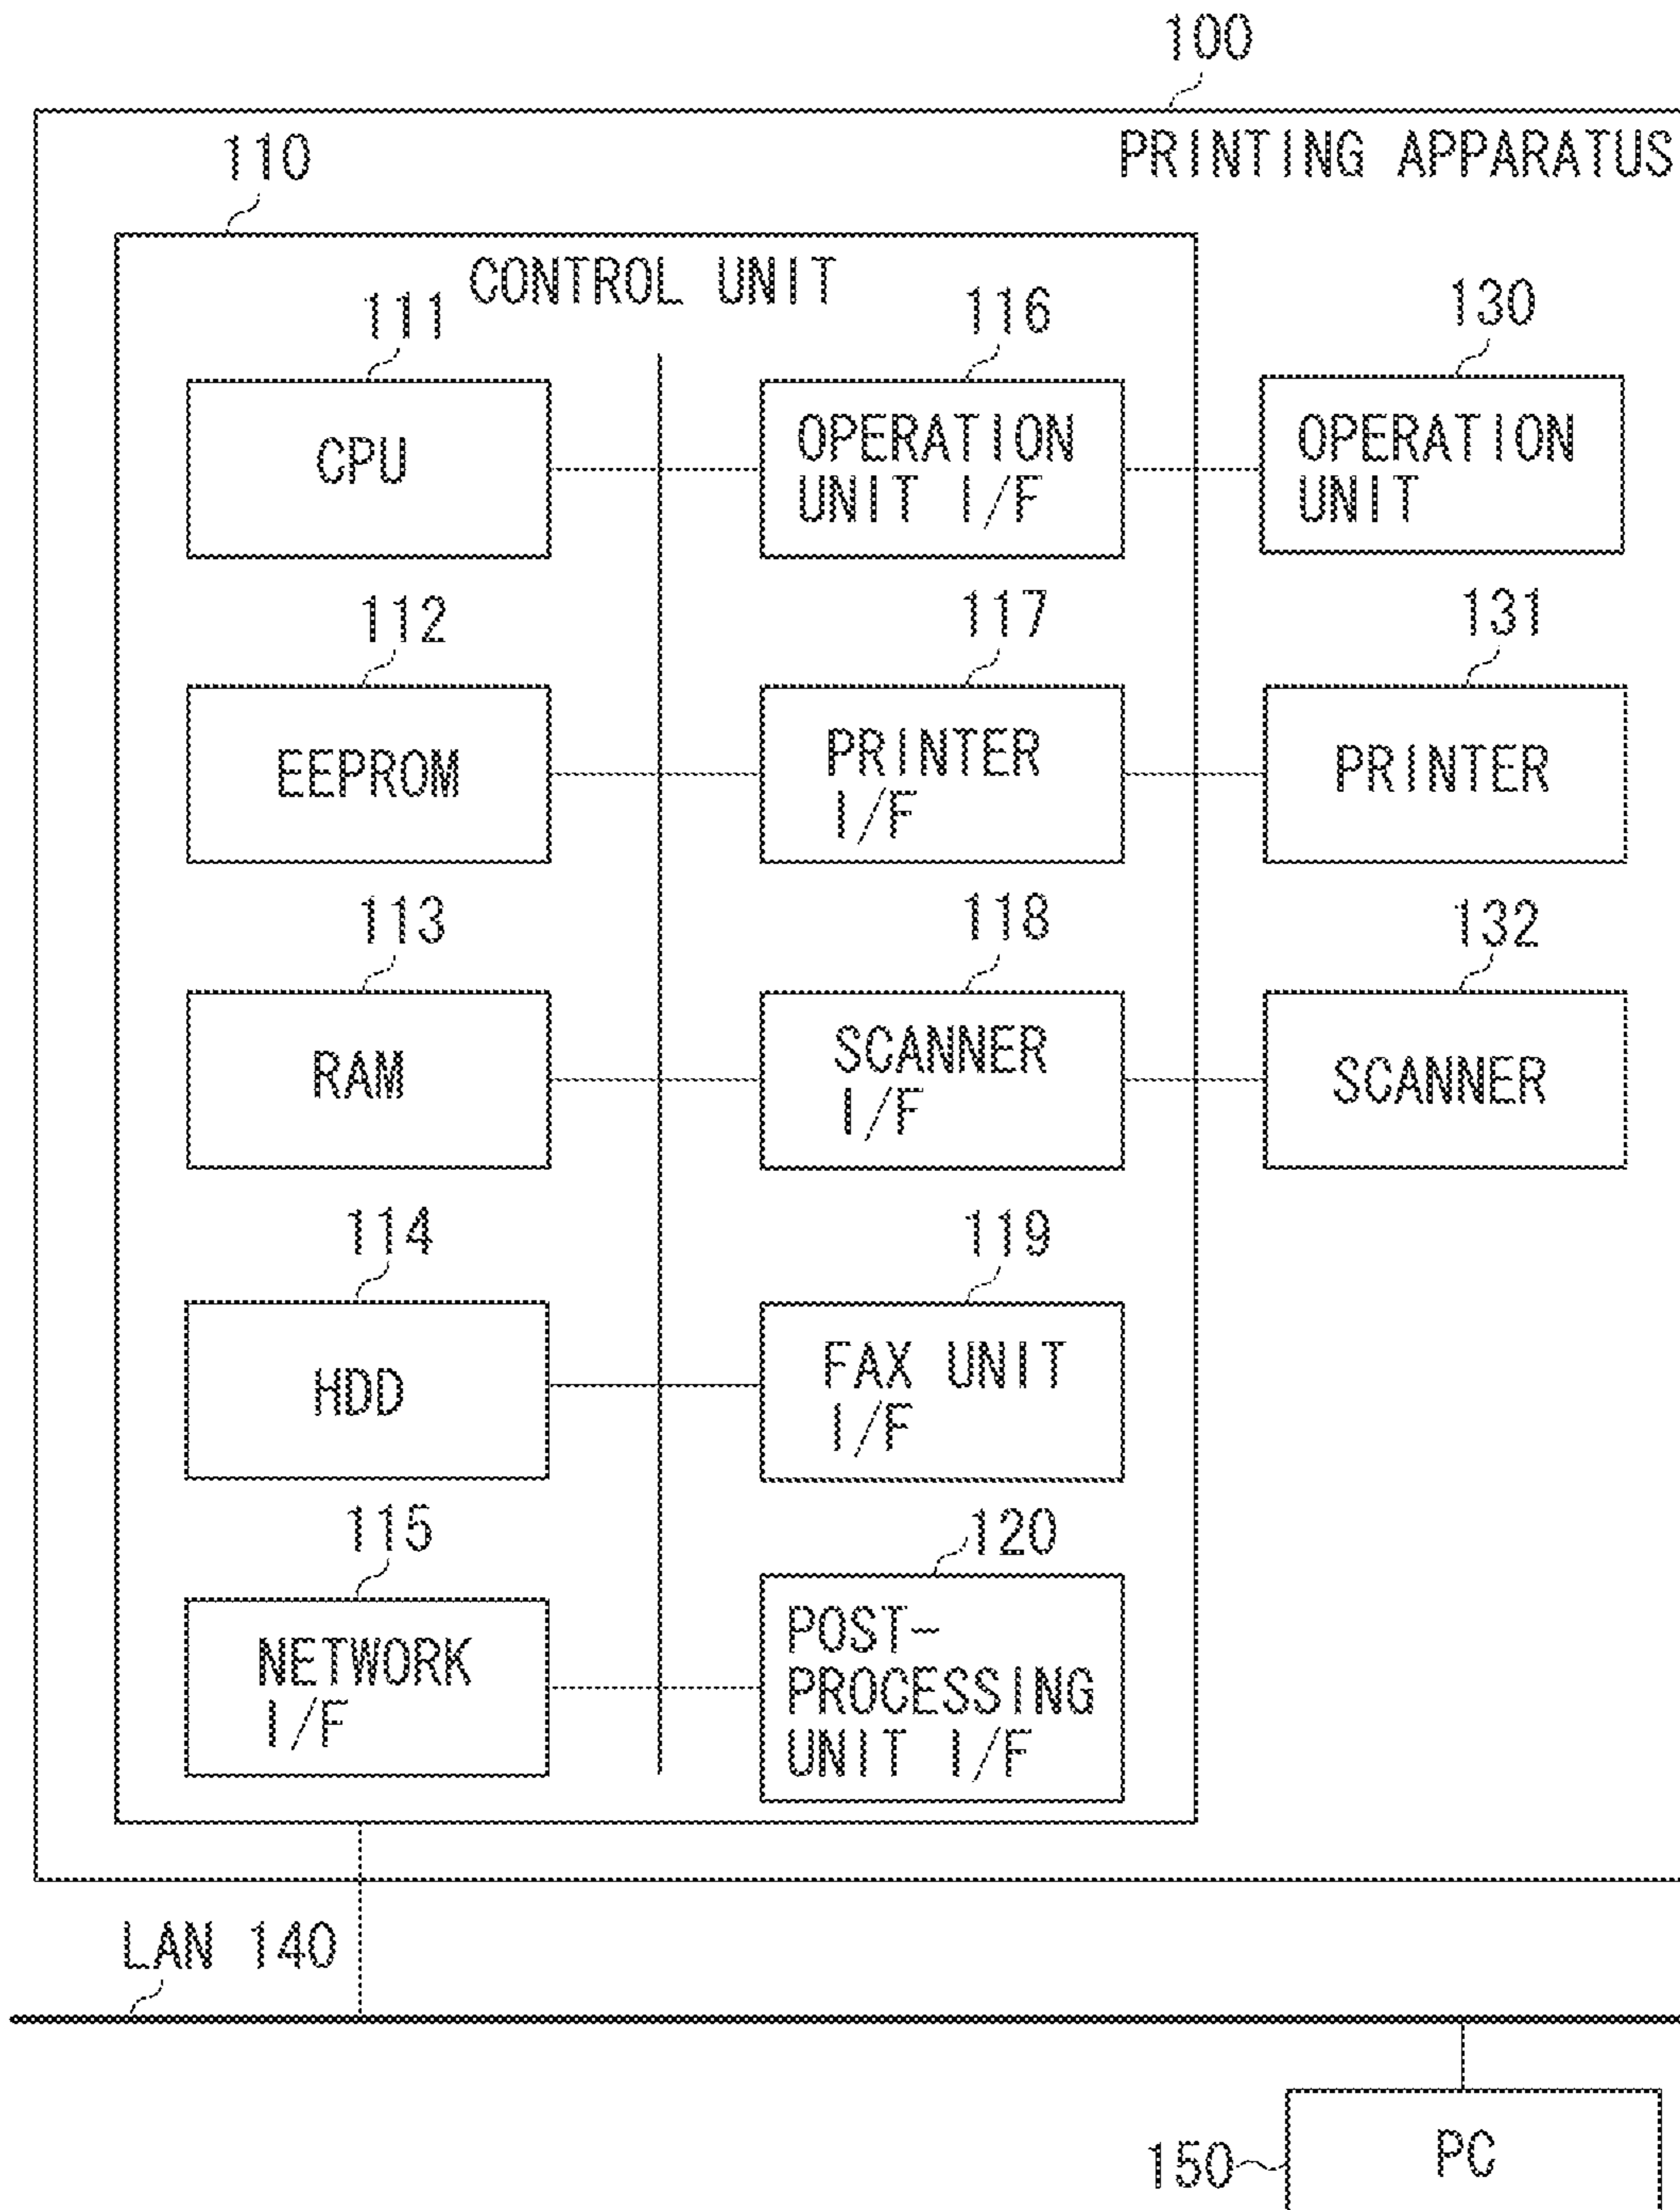 100
PRINTING APPARATUS
110
CONTROL UNIT
111
116
130
CPU
OPERATION
UNIT I/F
OPERATION
UNIT
112
117
131
EEPROM
PRINTER
I/F
PRINTER
113
118
132
RAM
SCANNER
I/F
SCANNER
114
119
HDD
FAX UNIT
I/F
115
120
NETWORK
I/F
POST-
PROCESSING
UNIT I/F
LAN 140
150
PC